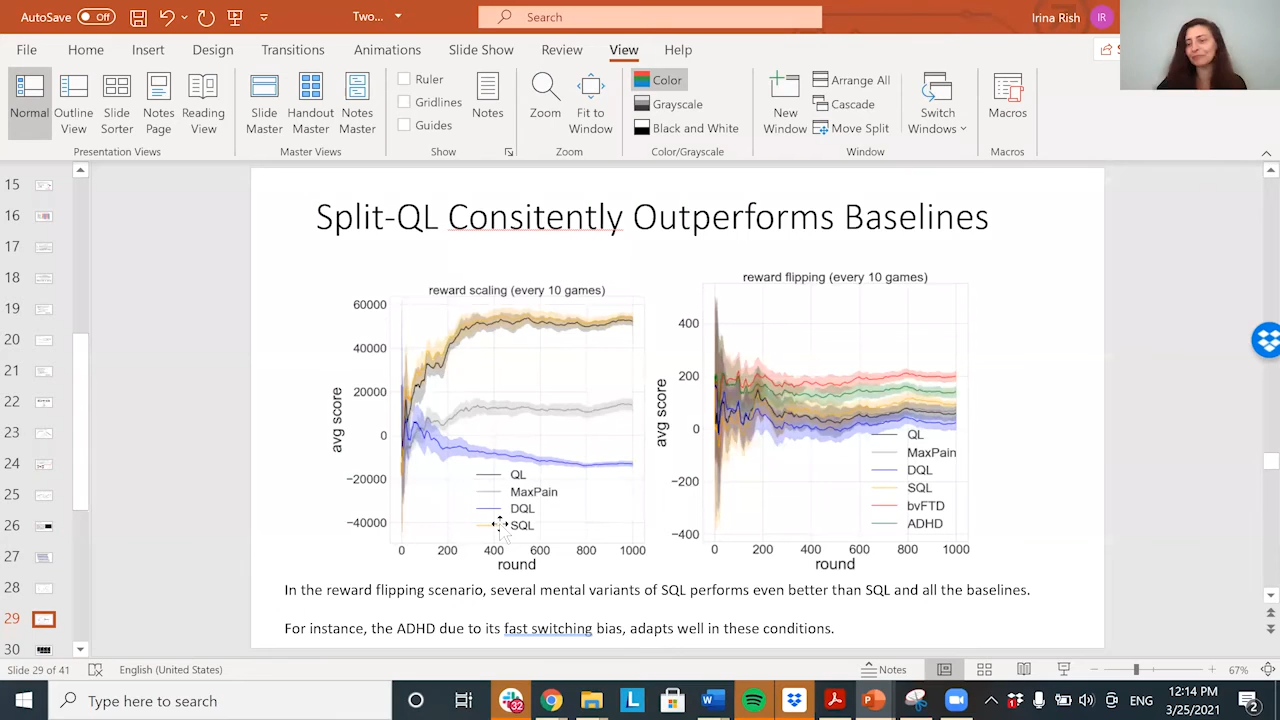 AutoSave Off Two... Search Irina Rish IR
File Home Insert Design Transitions Animations Slide Show Review View Help
Normal Outline View Slide Sorter Notes Page Reading View
Presentation Views
Slide Master Handout Master Notes Master
Master Views
Ruler
Gridlines
Guides
Show
Notes
Zoom Fit to Window
Zoom
Color
Grayscale
Black and White
Color/Grayscale
New Window
Arrange All
Cascade
Move Split
Switch Windows
Window
Macros
Macros
15
16
17
18
19
20
21
22
23
24
25
26
27
28
29
30
Split-QL Consitently Outperforms Baselines
reward scaling (every 10 games)
avg score
60000
40000
20000
0
−20000
−40000
QL
MaxPain
DQL
SQL
0 200 400 600 800 1000
round
reward flipping (every 10 games)
avg score
400
200
0
−200
−400
QL
MaxPain
DQL
SQL
bvFTD
ADHD
0 200 400 600 800 1000
round
In the reward flipping scenario, several mental variants of SQL performs even better than SQL and all the baselines.
For instance, the ADHD due to its fast switching bias, adapts well in these conditions.
Slide 29 of 41 English (United States) Notes 67%
Type here to search 32 L W P ENG 12:14 PM
3/25/2021 2